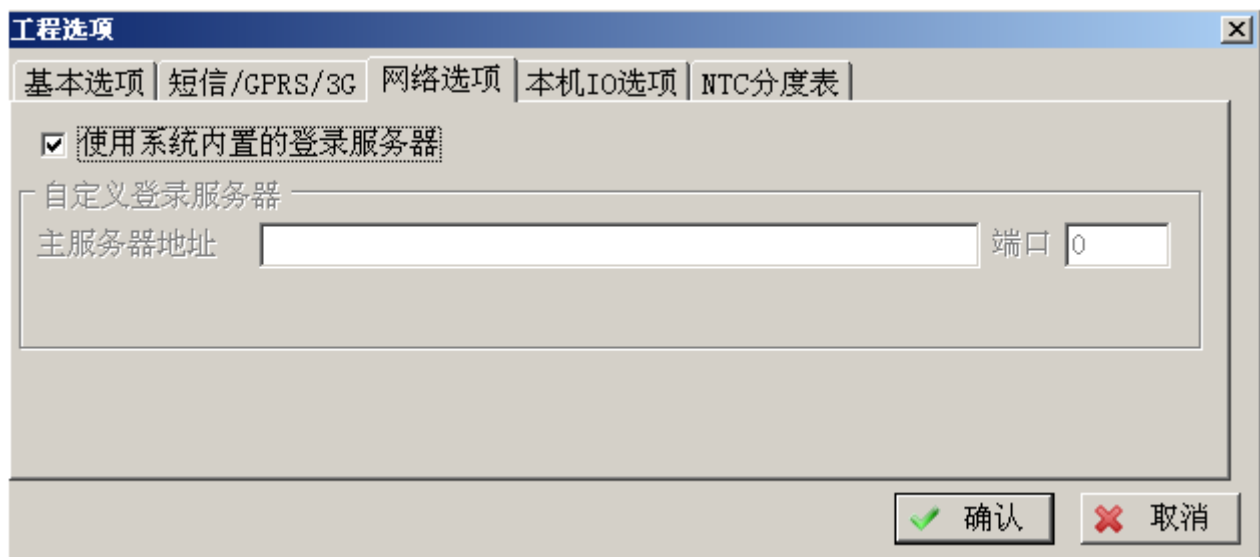 工程选项
基本选项 短信/GPRS/3G 网络选项 本机IO选项 NTC分度表
使用系统内置的登录服务器
自定义登录服务器
主服务器地址 端口 0
确认 取消